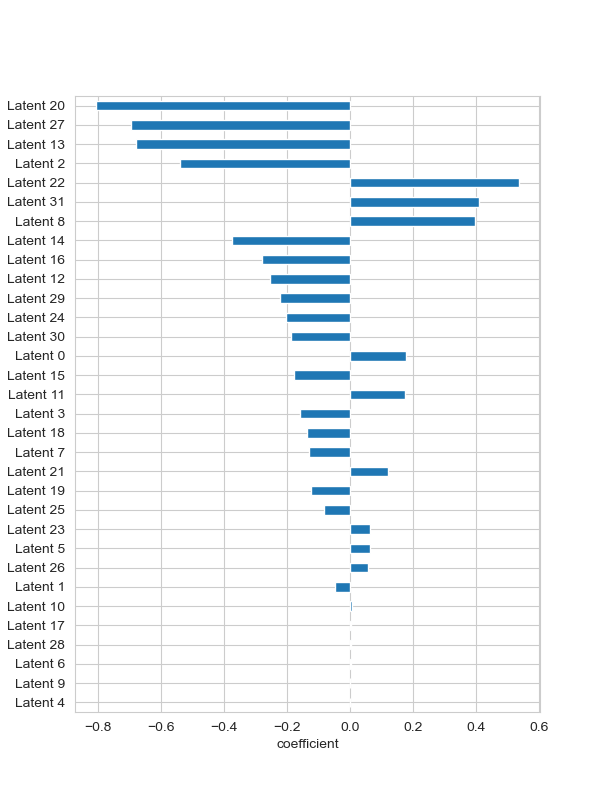 Latent 20
Latent 27
Latent 13
Latent 2
Latent 22
Latent 31
Latent 8
Latent 14
Latent 16
Latent 12
Latent 29
Latent 24
Latent 30
Latent 0
Latent 15
Latent 11
Latent 3
Latent 18
Latent 7
Latent 21
Latent 19
Latent 25
Latent 23
Latent 5
Latent 26
Latent 1
Latent 10
Latent 17
Latent 28
Latent 6
Latent 9
Latent 4
−0.8 −0.6 −0.4 −0.2 0.0 0.2 0.4 0.6
coefficient